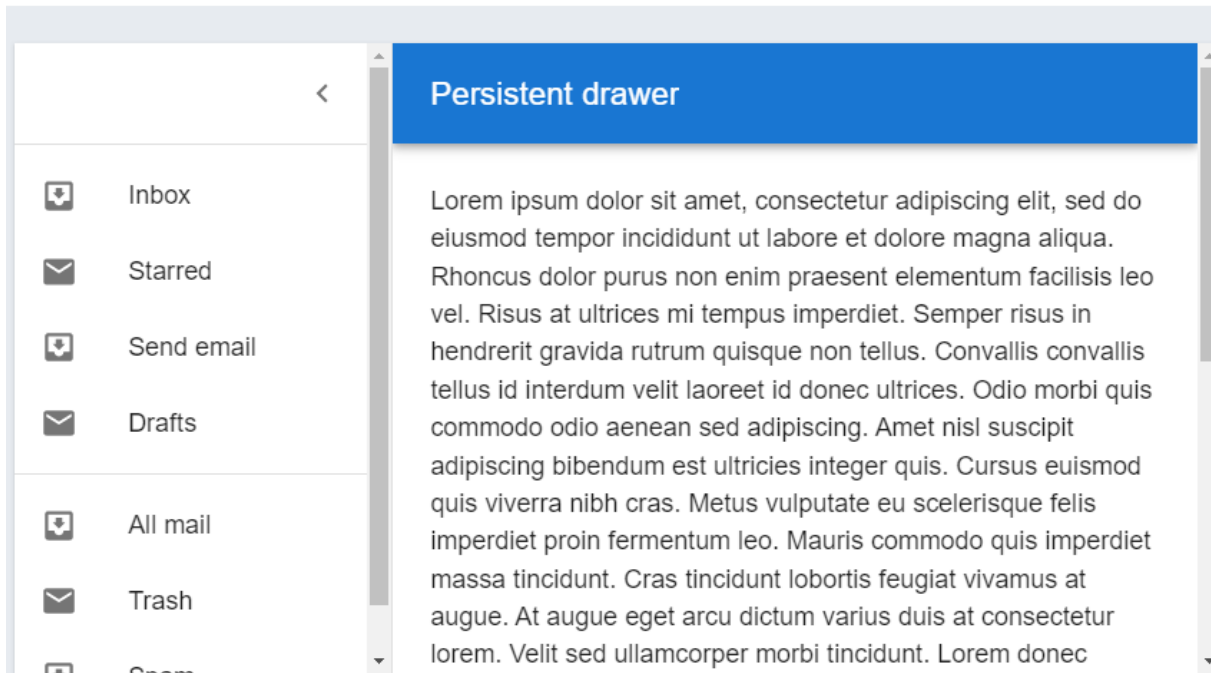 Persistent drawer
Inbox
Starred
Send email
Drafts
All mail
Trash
Spam
Lorem ipsum dolor sit amet, consectetur adipiscing elit, sed do
eiusmod tempor incididunt ut labore et dolore magna aliqua.
Rhoncus dolor purus non enim praesent elementum facilisis leo
vel. Risus at ultrices mi tempus imperdiet. Semper risus in
hendrerit gravida rutrum quisque non tellus. Convallis convallis
tellus id interdum velit laoreet id donec ultrices. Odio morbi quis
commodo odio aenean sed adipiscing. Amet nisl suscipit
adipiscing bibendum est ultricies integer quis. Cursus euismod
quis viverra nibh cras. Metus vulputate eu scelerisque felis
imperdiet proin fermentum leo. Mauris commodo quis imperdiet
massa tincidunt. Cras tincidunt lobortis feugiat vivamus at
augue. At augue eget arcu dictum varius duis at consectetur
lorem. Velit sed ullamcorper morbi tincidunt. Lorem donec